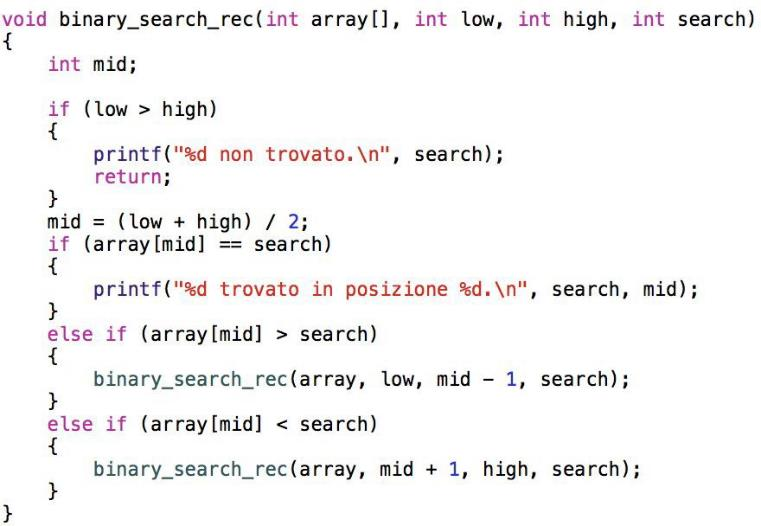 void binary_search_rec(int array[], int low, int high, int search)
{
    int mid;

    if (low > high)
    {
        printf("%d non trovato.\n", search);
        return;
    }
    mid = (low + high) / 2;
    if (array[mid] == search)
    {
        printf("%d trovato in posizione %d.\n", search, mid);
    }
    else if (array[mid] > search)
    {
        binary_search_rec(array, low, mid - 1, search);
    }
    else if (array[mid] < search)
    {
        binary_search_rec(array, mid + 1, high, search);
    }
}